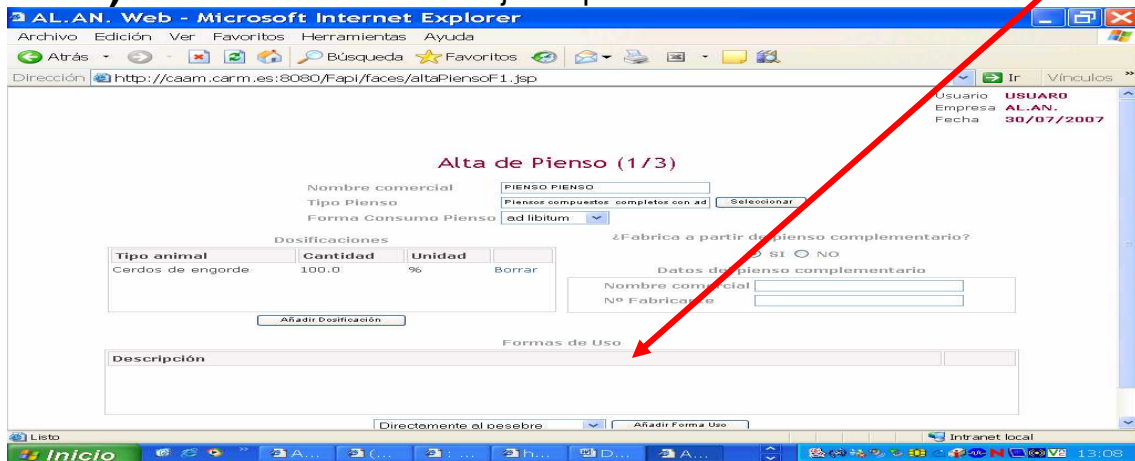 AL.AN. Web - Microsoft Internet Explorer
Archivo Edición Ver Favoritos Herramientas Ayuda
Atrás Búsqueda Favoritos
Dirección http://caam.carm.es:8080/Fapi/faces/altaPiensoF1.jsp Ir Vínculos »
Usuario USUAR0
Empresa AL.AN.
Fecha 30/07/2007
Alta de Pienso (1/3)
Nombre comercial PIENSO PIENSO
Tipo Pienso Piensos compuestos completos con ad Seleccionar
Forma Consumo Pienso ad libitum
Dosificaciones
¿Fabrica a partir de pienso complementario?
SI NO
Tipo animal Cantidad Unidad
Cerdos de engorde 100.0 % Borrar
Datos de pienso complementario
Nombre comercial
Nº Fabricante
Añadir Dosificación
Formas de Uso
Descripción
Directamente al pesebre Añadir Forma Uso
Listo Intranet local
Inicio A... (... :... h... D... A... 13:08